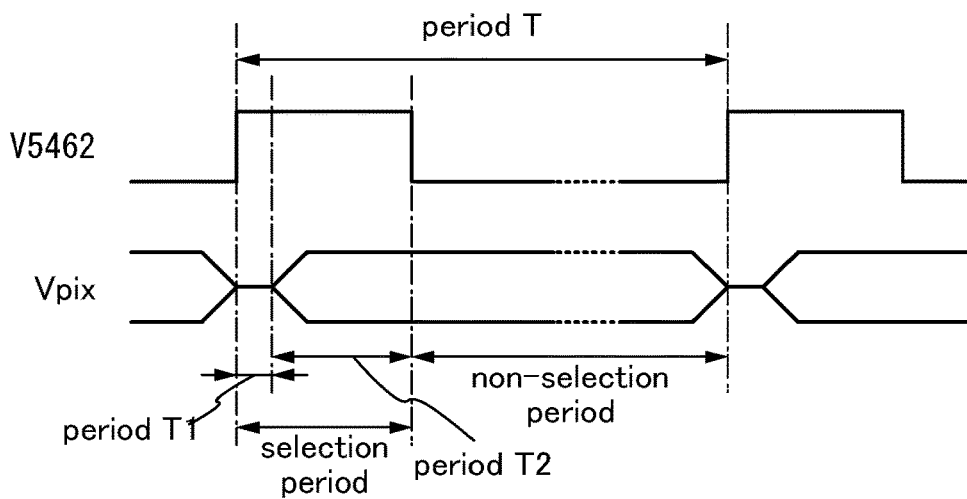 period T
V5462
Vpix
non-selection
period
period T1
selection
period
period T2